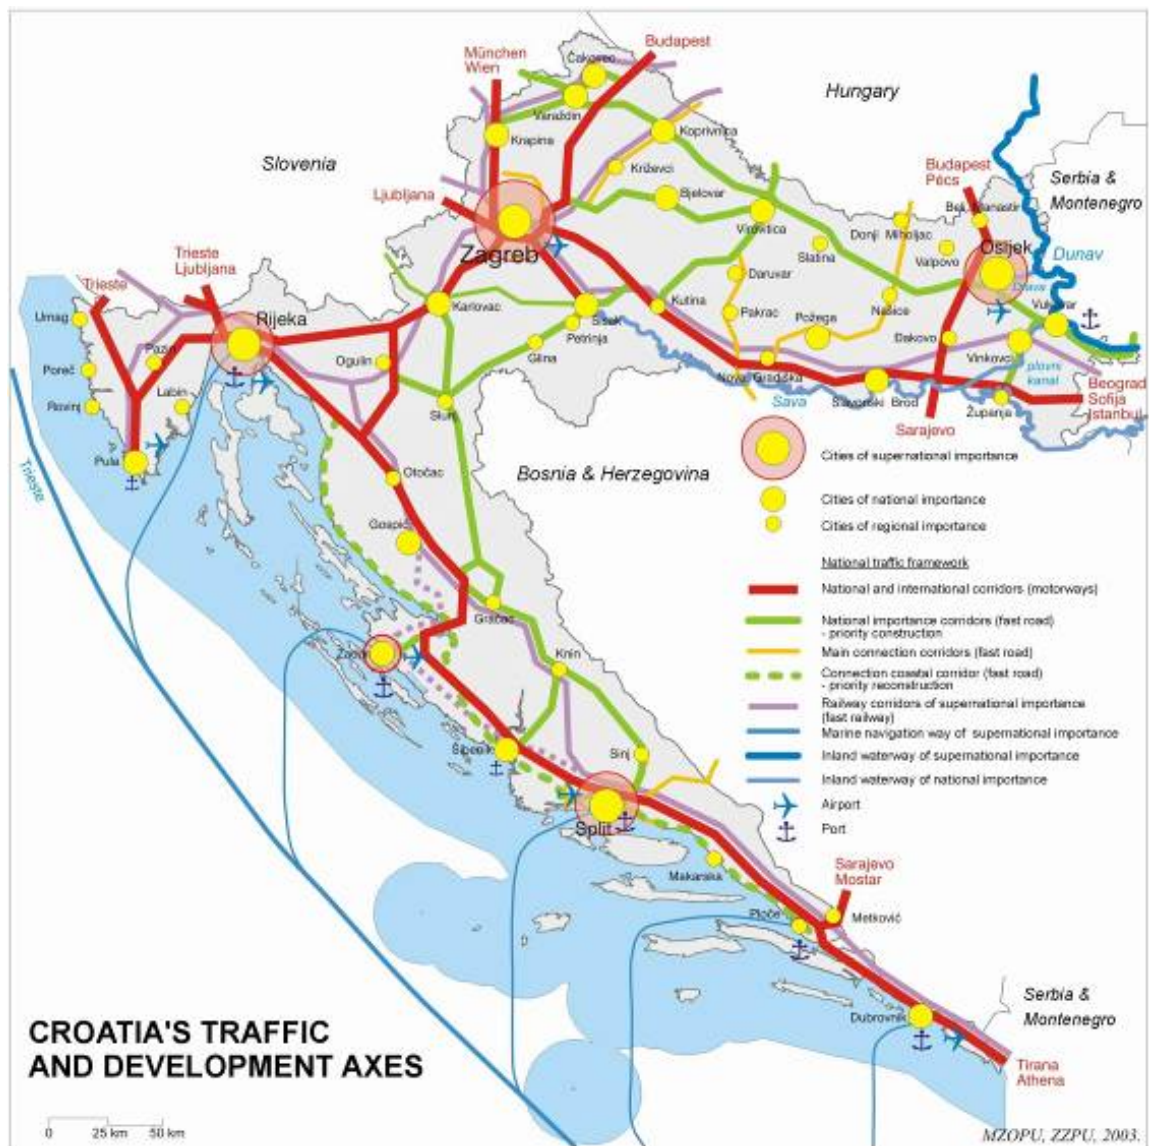 München
Wien
Budapest
Čakovec
Varaždin
Hungary
Krapina
Koprivnica
Slovenia
Križevci
Budapest
Pécs
Serbia &
Montenegro
Ljubljana
Bjelovar
Beli Manastir
Zagreb
Virovitica
Donji Miholjac
Osijek
Dunav
Trieste
Ljubljana
Slatina
Valpovo
Trieste
Daruvar
Drava
Umag
Rijeka
Karlovac
Sisak
Kutina
Našice
Vukovar
Pakrac
Požega
Petrinja
Pazin
Ogulin
Glina
Đakovo
Vinkovci
Poreč
Labin
Nova Gradiška
plovni
kanal
Rovinj
Slunj
Sava
Slavonski Brod
Županja
Beograd
Sofija
Istanbul
Sarajevo
Pula
Trieste
Otočac
Bosnia & Herzegovina
Gospić
Gračac
Zadar
Knin
Šibenik
Sinj
Split
Makarska
Sarajevo
Mostar
Ploče
Metković
Serbia &
Montenegro
Dubrovnik
Tirana
Athena
Cities of supernational importance
Cities of national importance
Cities of regional importance
National traffic framework
National and international corridors (motorways)
National importance corridors (fast road)
- priority construction
Main connection corridors (fast road)
Connection coastal corridor (fast road)
- priority reconstruction
Railway corridors of supernational importance
(fast railway)
Marine navigation way of supernational importance
Inland waterway of supernational importance
Inland waterway of national importance
Airport
Port
CROATIA'S TRAFFIC
AND DEVELOPMENT AXES
0 25 km 50 km
MZOPU, ZZPU, 2003.